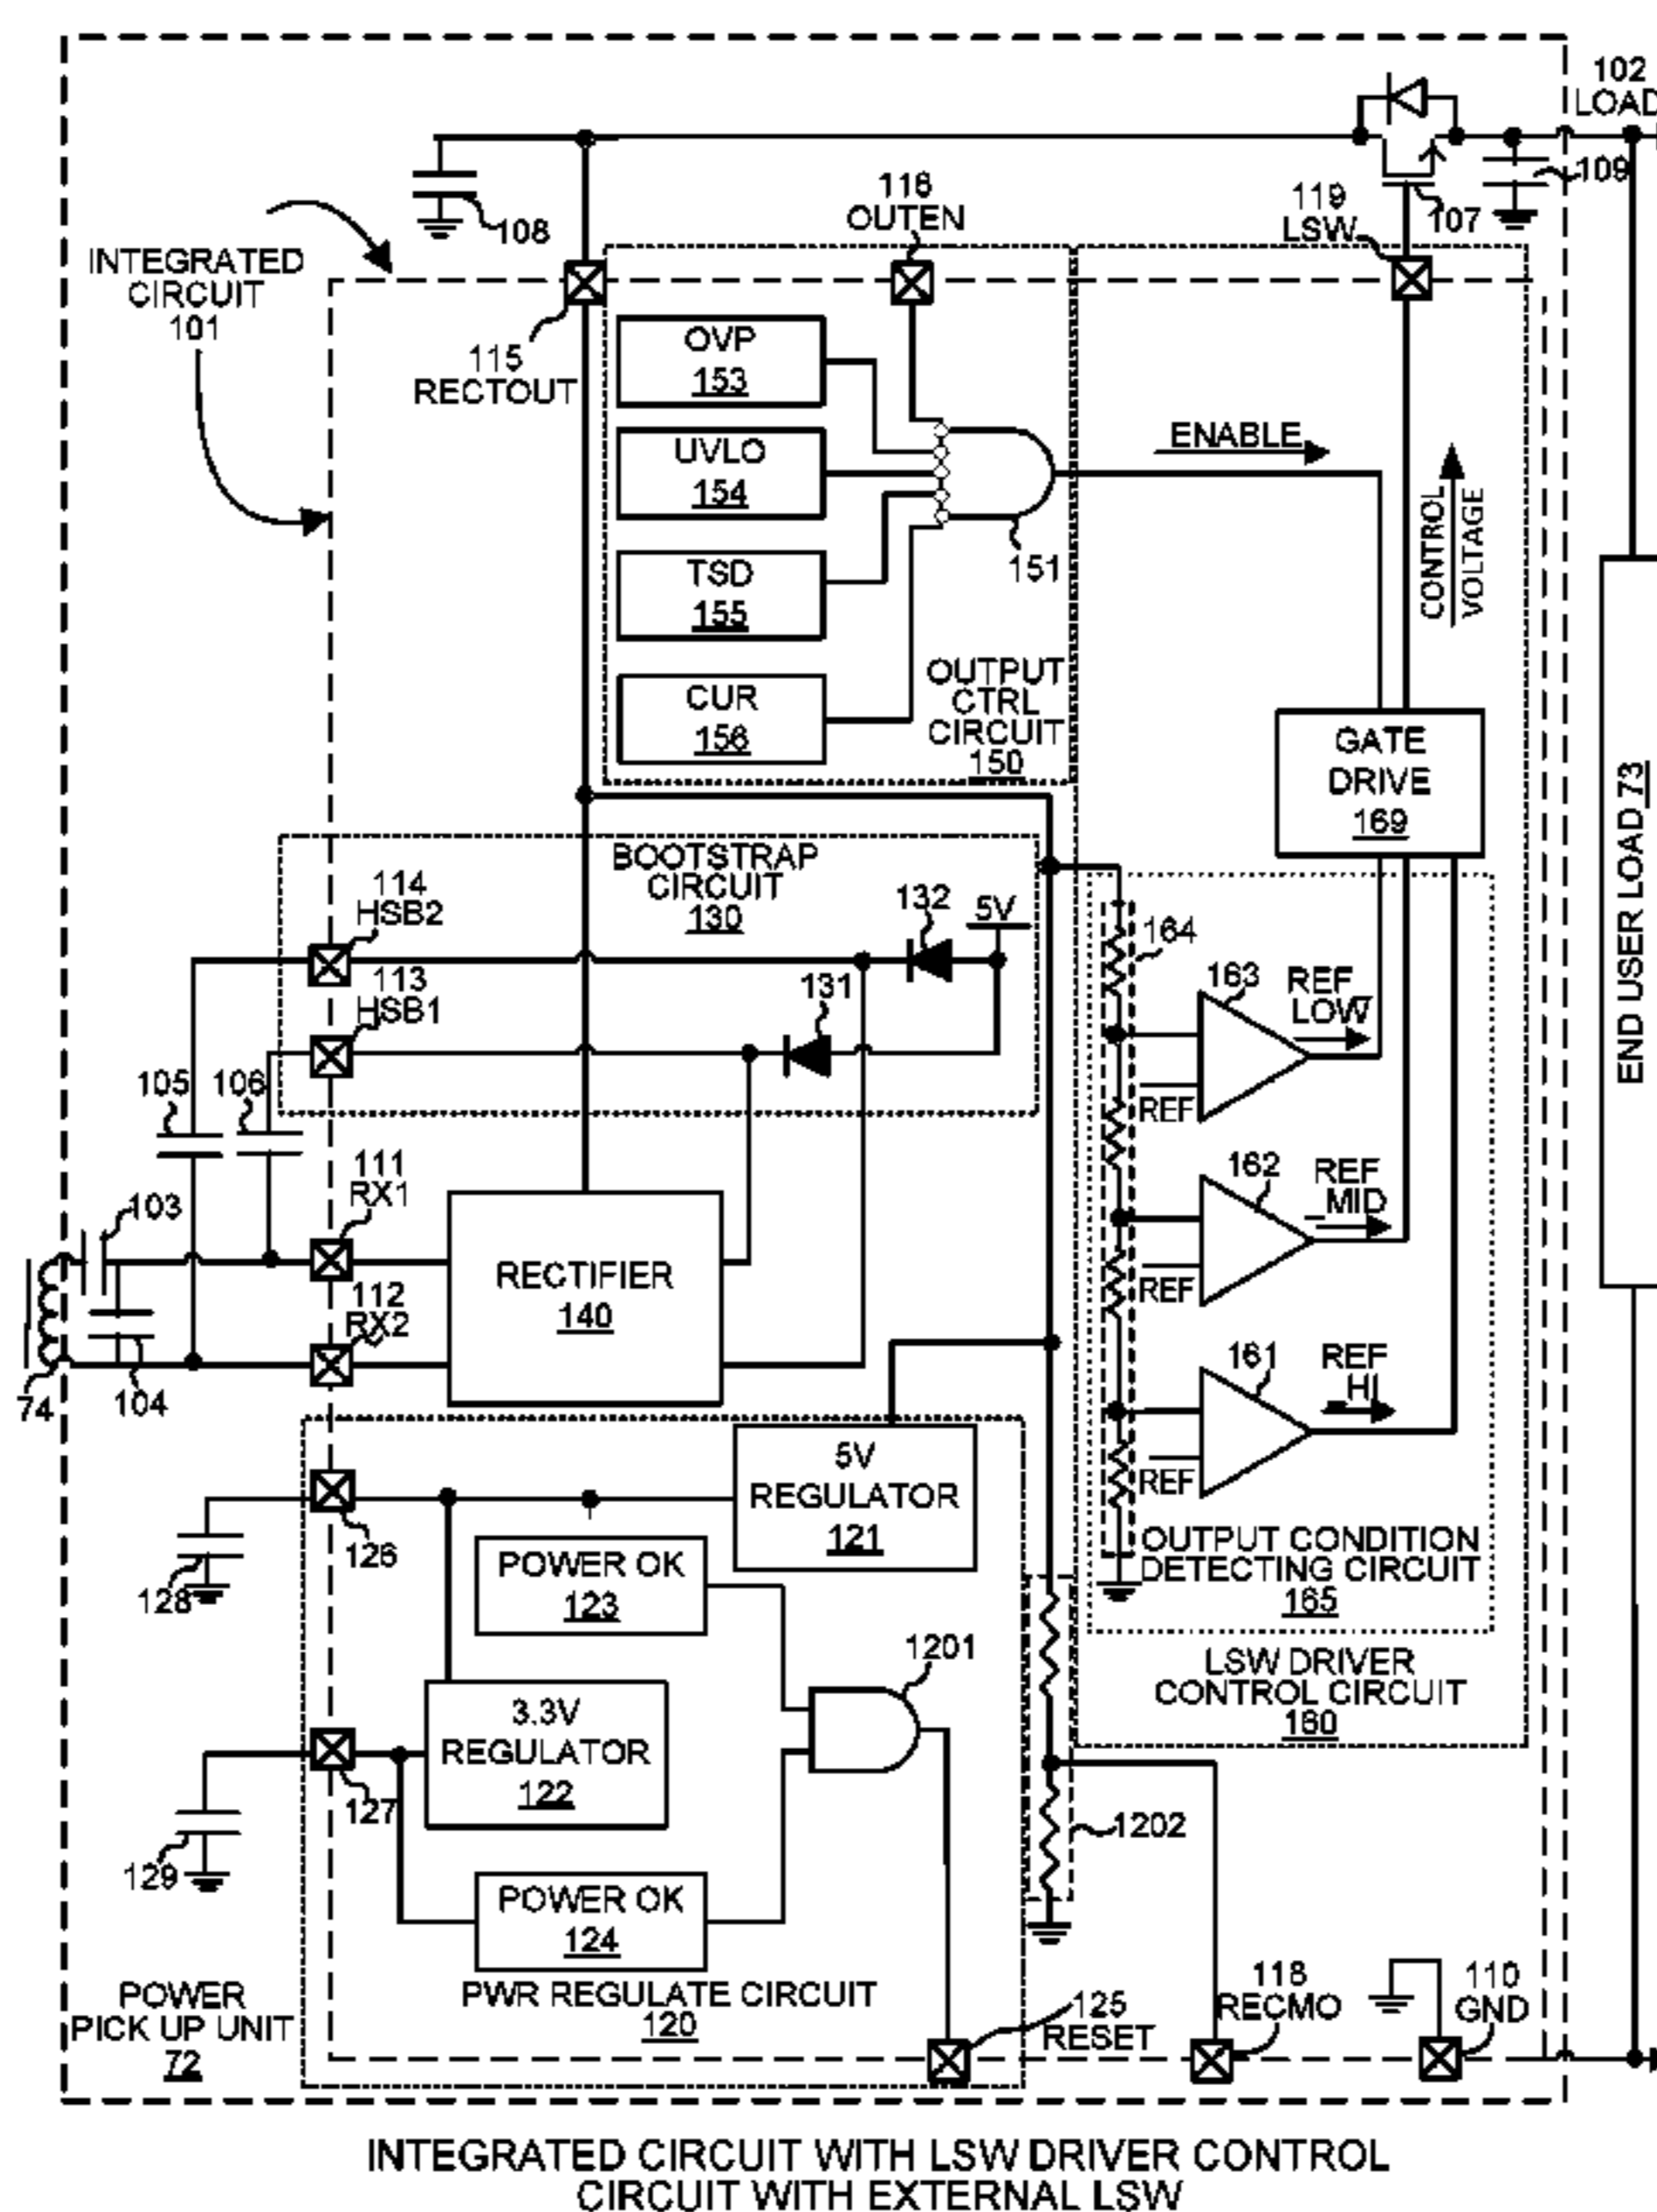 102
LOAD
109
118
OUTEN
119
LSW
107
108
INTEGRATED
CIRCUIT
101
115
RECTOUT
OVP
153
UVLO
154
TSD
155
CUR
156
ENABLE
151
CONTROL
VOLTAGE
OUTPUT
CTRL
CIRCUIT
150
GATE
DRIVE
169
END USER LOAD 73
BOOTSTRAP
CIRCUIT
130
114
HSB2
113
HSB1
132
5V
131
164
163
REF
LOW
REF
105
106
111
RX1
103
112
RX2
RECTIFIER
140
162
REF
_MID
REF
74
104
161
REF
_HI
REF
5V
REGULATOR
121
126
128
POWER OK
123
OUTPUT CONDITION
DETECTING CIRCUIT
165
1201
LSW DRIVER
CONTROL CIRCUIT
160
3.3V
REGULATOR
122
127
129
1202
POWER OK
124
PWR REGULATE CIRCUIT
120
POWER
PICK UP UNIT
72
125
RESET
118
RECMO
110
GND
INTEGRATED CIRCUIT WITH LSW DRIVER CONTROL
CIRCUIT WITH EXTERNAL LSW